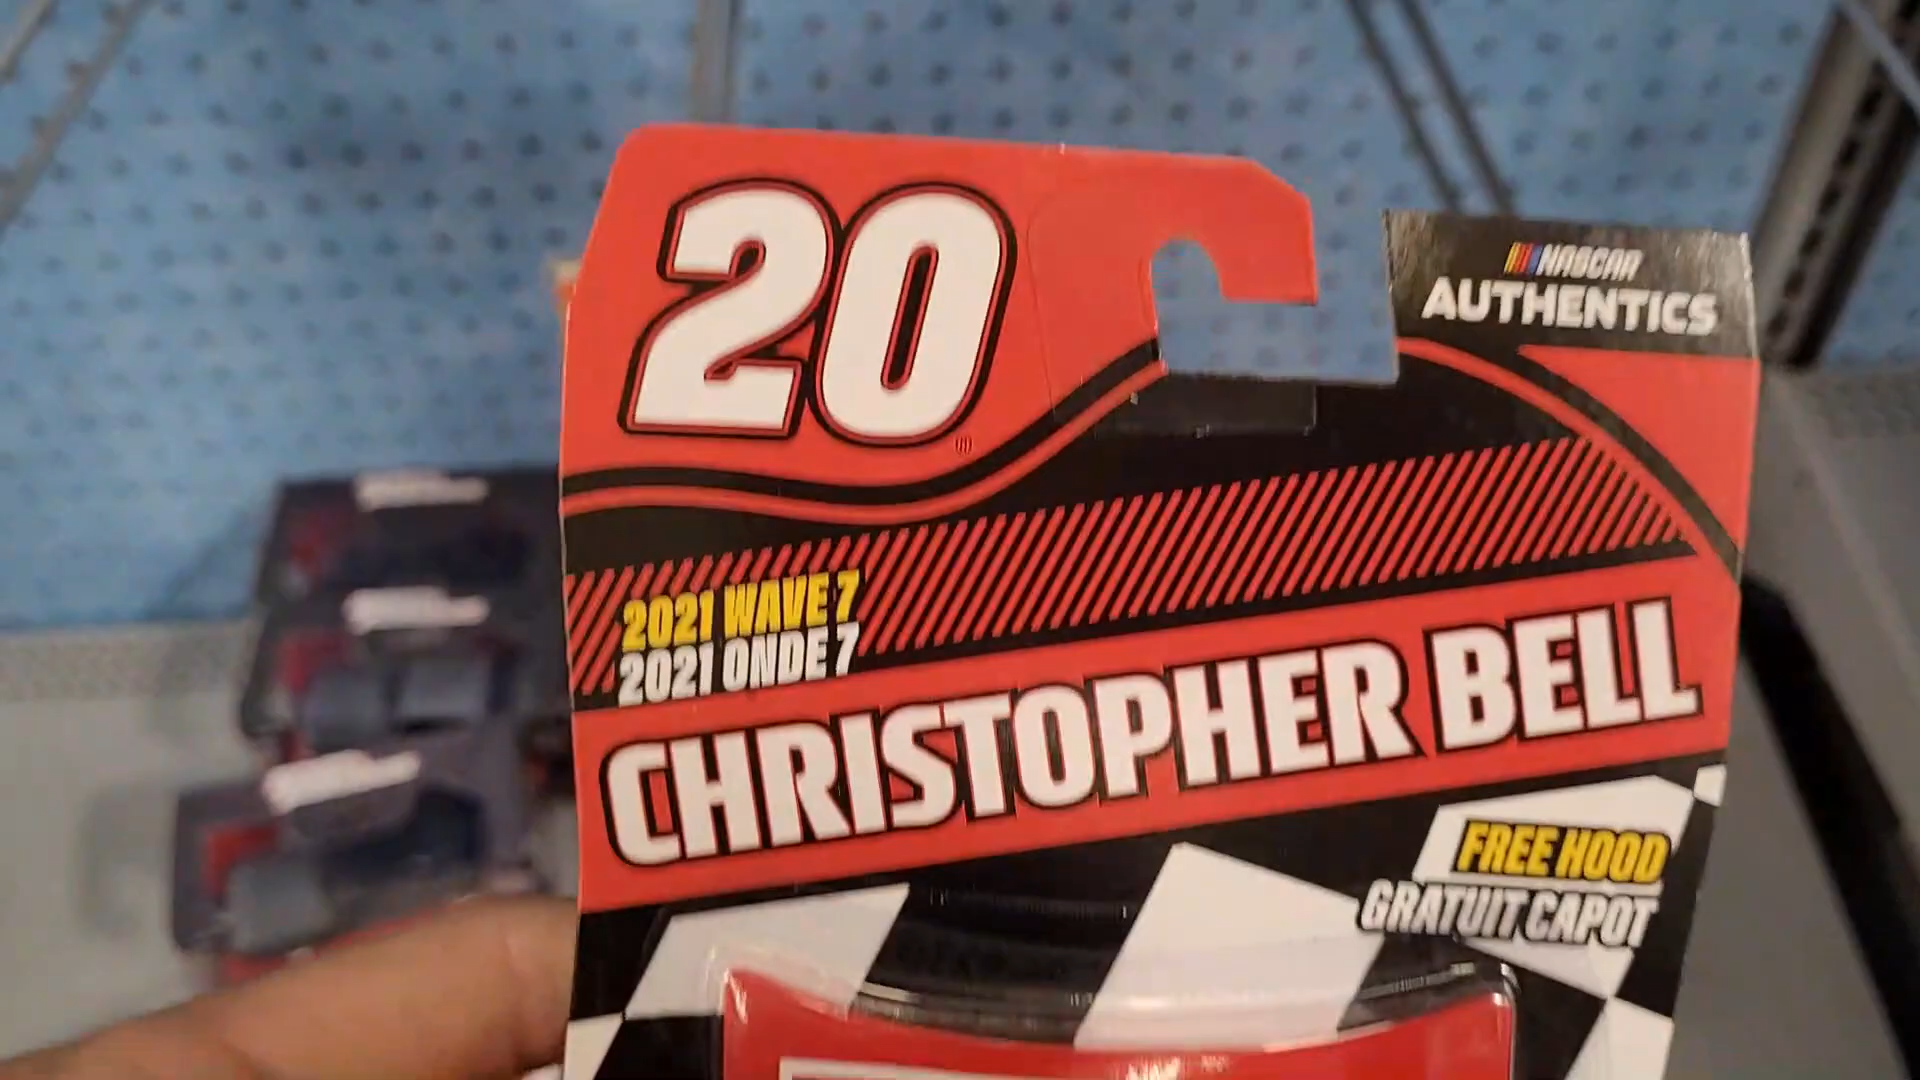 20
NASCAR
AUTHENTICS
2021 WAVE 7
2021 ONDE 7
CHRISTOPHER BELL
FREE HOOD
GRATUIT CAPOT